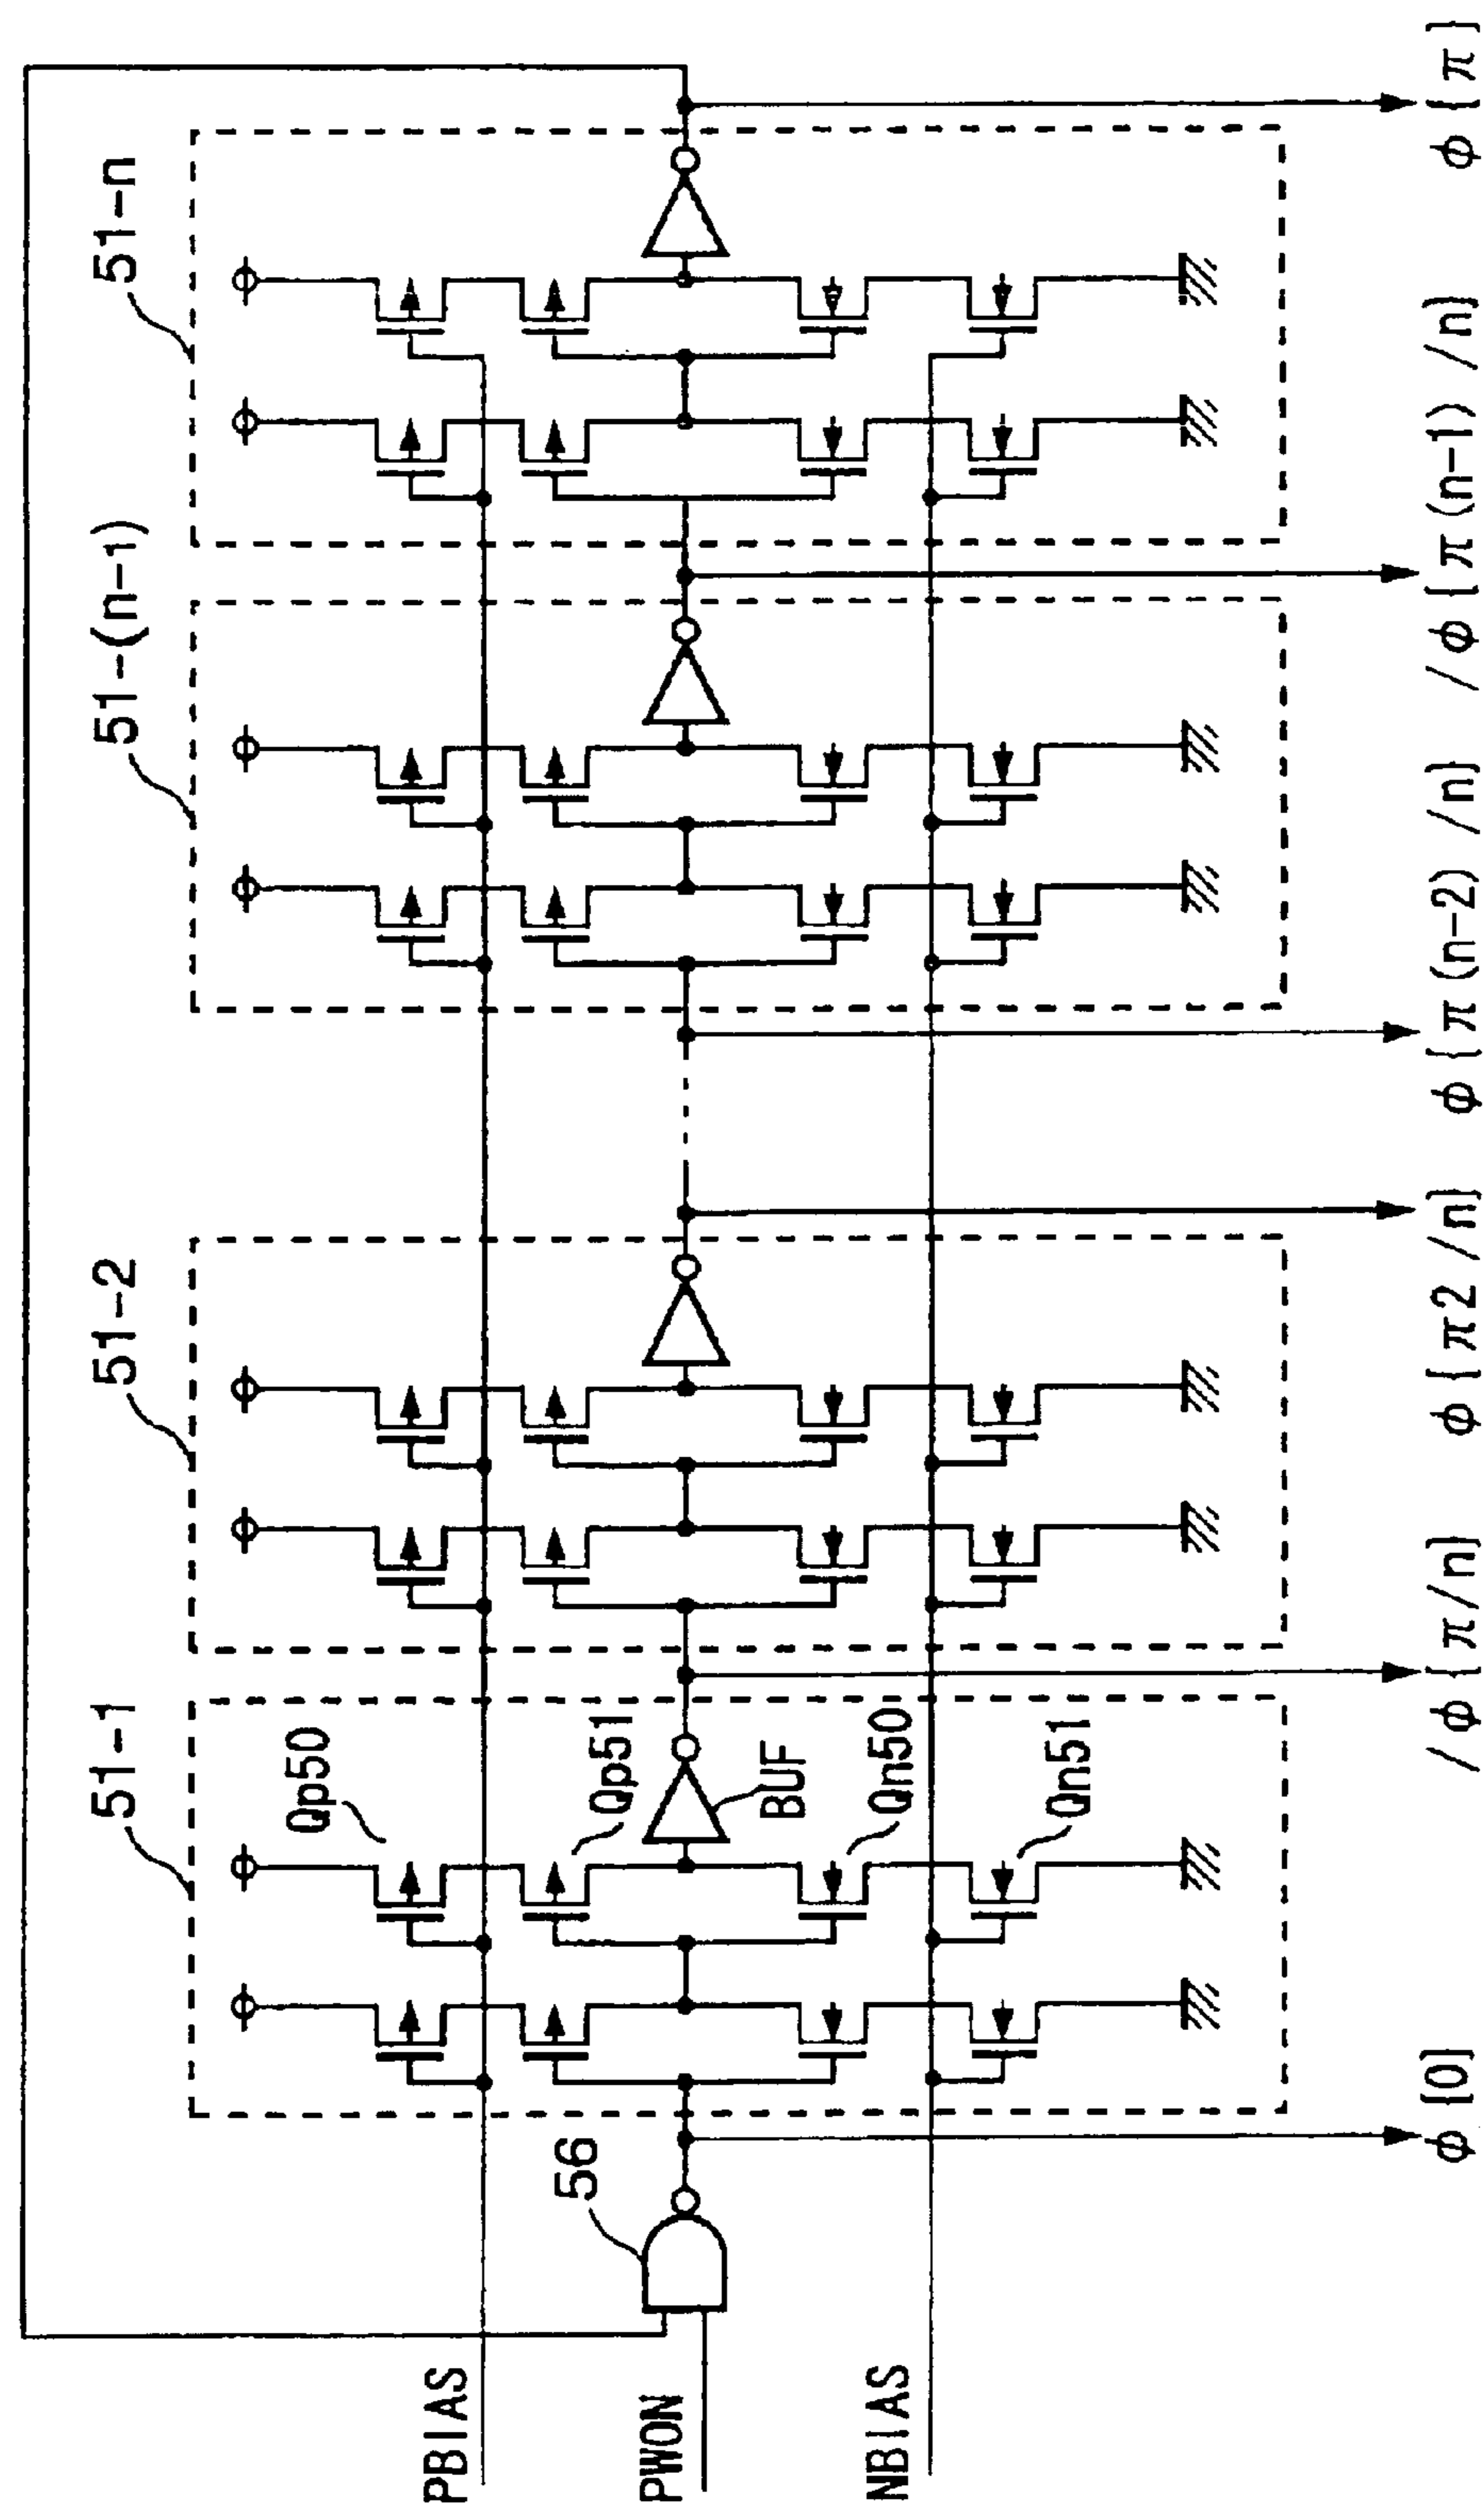 51-1
51-2
51-(n-1)
51-n
Qp50
PBIAS
56
Qp51
PWON
BUF
Qn50
NBIAS
Qn51
φ[0]
/φ[π/n]
φ[π2/n]
φ[π(n-2)/n]
/φ[π(n-1)/n]
φ[π]